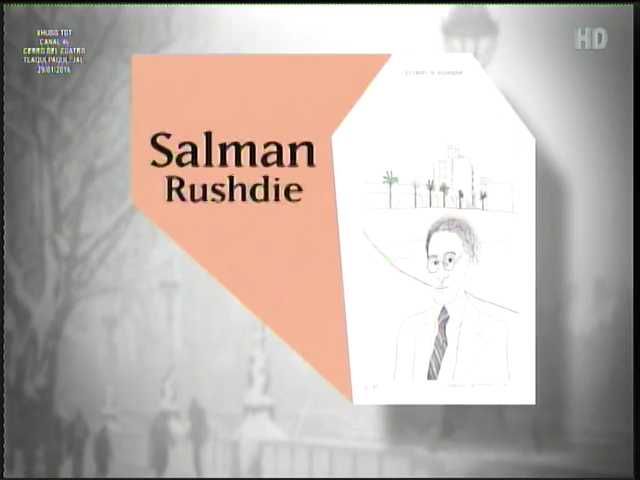 XHUDG TDT
CANAL 4
CERRO DEL CUATRO
TLAQUEPAQUE, JAL
29/01/2016
HD
Salman
Rushdie